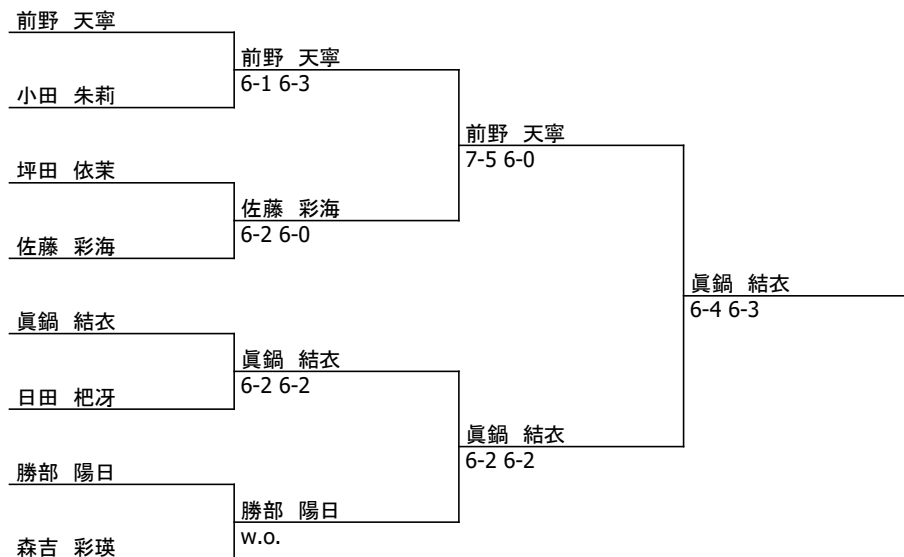 前野　天寧
小田　朱莉
坪田　依茉
佐藤　彩海
眞鍋　結衣
日田　杷冴
勝部　陽日
森吉　彩瑛
前野　天寧
6-1 6-3
佐藤　彩海
6-2 6-0
眞鍋　結衣
6-2 6-2
勝部　陽日
w.o.
前野　天寧
7-5 6-0
眞鍋　結衣
6-2 6-2
眞鍋　結衣
6-4 6-3